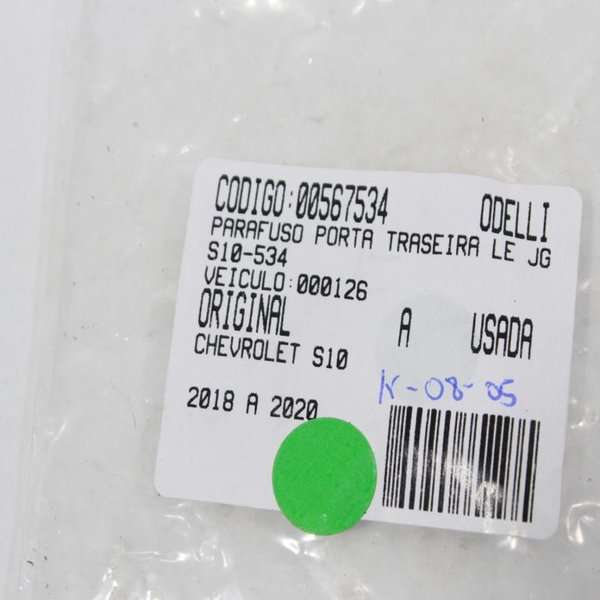 CODIGO:00567534 ODELLI
PARAFUSO PORTA TRASEIRA LE JG
S10-534
VEICULO:000126
ORIGINAL A USADA
CHEVROLET S10
K-08-05
2018 A 2020